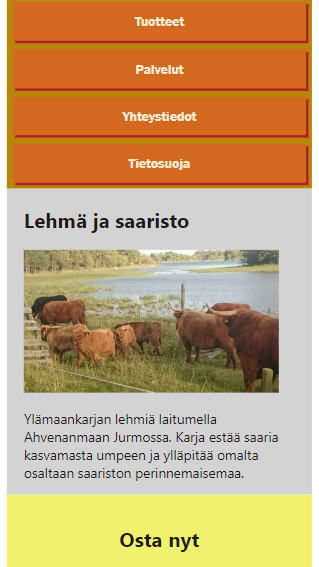 Tuotteet
Palvelut
Yhteystiedot
Tietosuoja
Lehmä ja saaristo
Ylämaankarjan lehmiä laitumella
Ahvenanmaan Jurmossa. Karja estää saaria
kasvamasta umpeen ja ylläpitää omalta
osaltaan saariston perinnemaisemaa.
Osta nyt